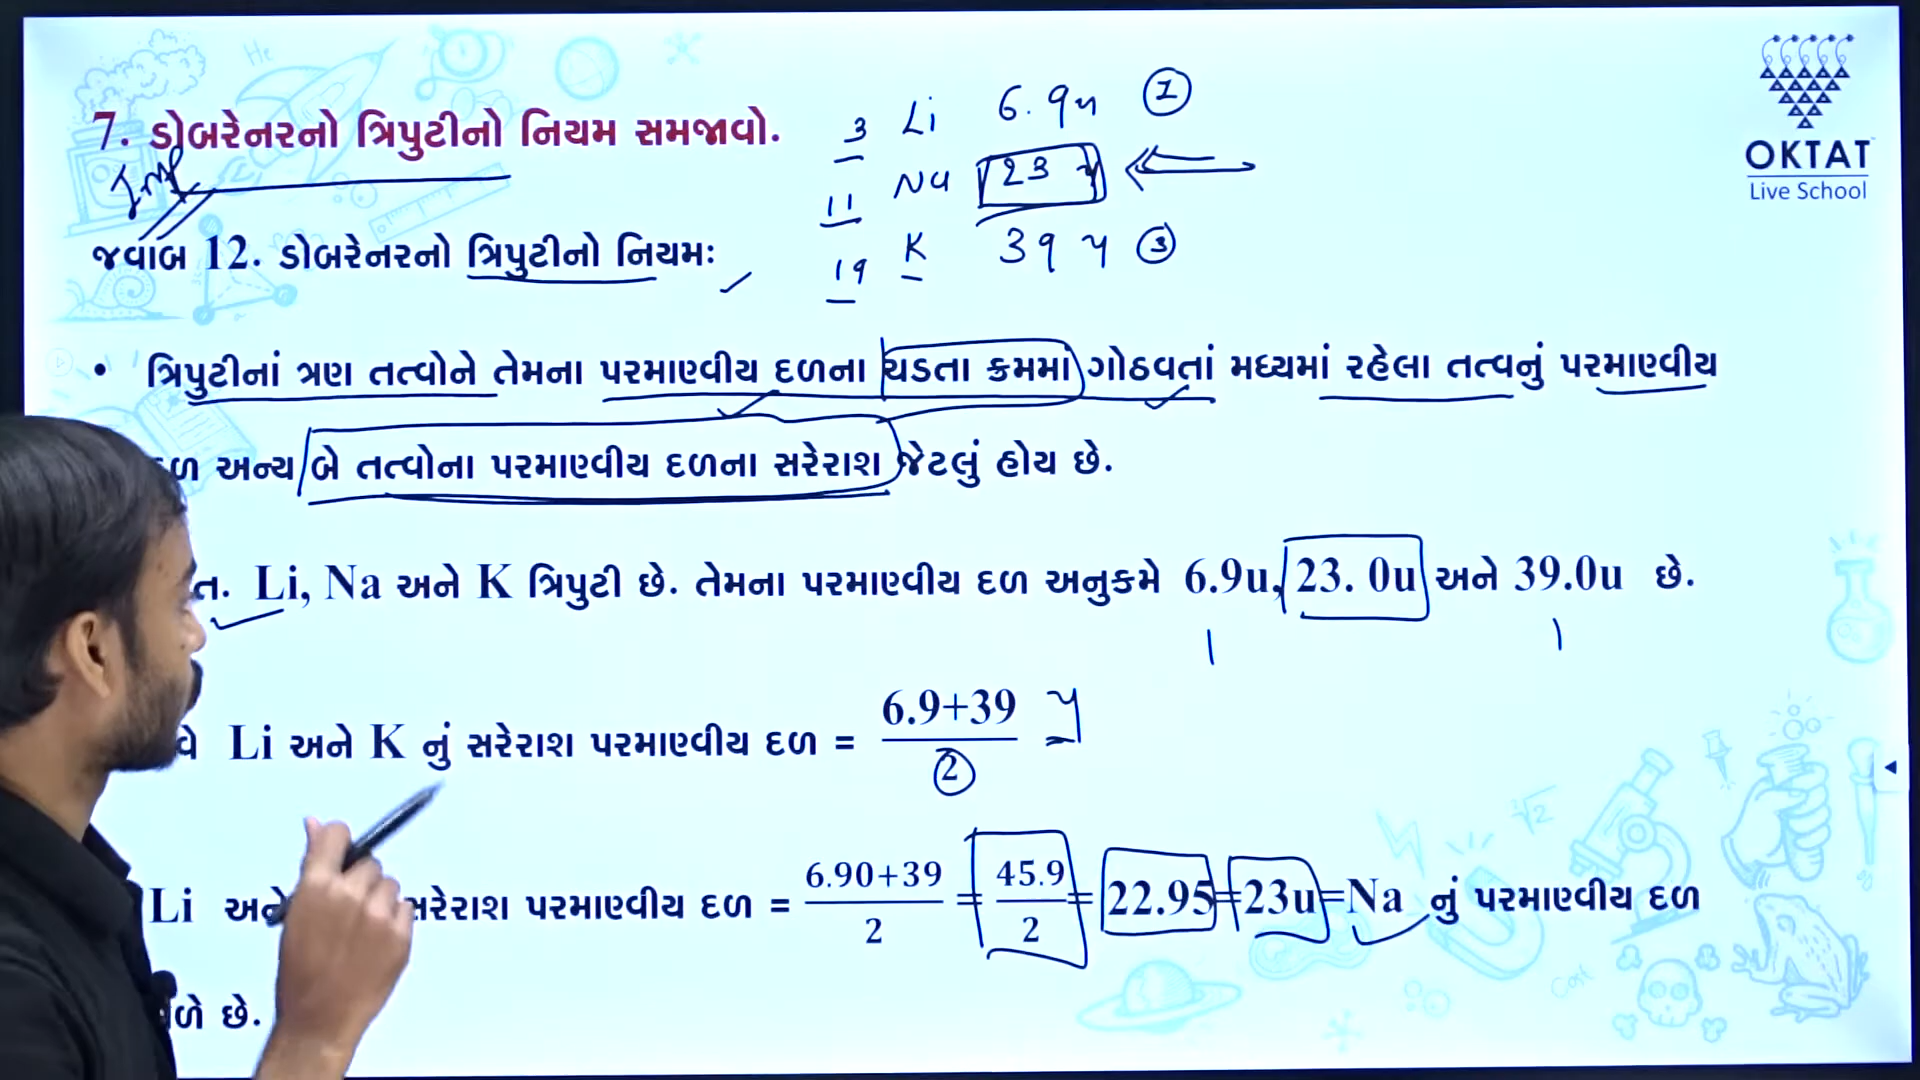 7. ડોબરેનરનો ત્રિપુટીનો નિયમ સમજાવો.
Imp
3 Li 6.9u 1
11 Na 23 u
19 K 39 u 3
OKTAT
Live School
જવાબ 12. ડોબરેનરનો ત્રિપુટીનો નિયમઃ
• ત્રિપુટીનાં ત્રણ તત્વોને તેમના પરમાણ્વીય દળના ચડતા ક્રમમાં ગોઠવતાં મધ્યમાં રહેલા તત્વનું પરમાણ્વીય
અન્ય બે તત્વોના પરમાણ્વીય દળના સરેરાશ જેટલું હોય છે.
Li, Na અને K ત્રિપુટી છે. તેમના પરમાણ્વીય દળ અનુક્રમે 6.9u, 23. 0u અને 39.0u છે.
Li અને K નું સરેરાશ પરમાણ્વીય દળ = 6.9+39 / 2 u
Li સરેરાશ પરમાણ્વીય દળ = 6.90+39 / 2 = 45.9 / 2 = 22.95=23u=Na નું પરમાણ્વીય દળ
છે.